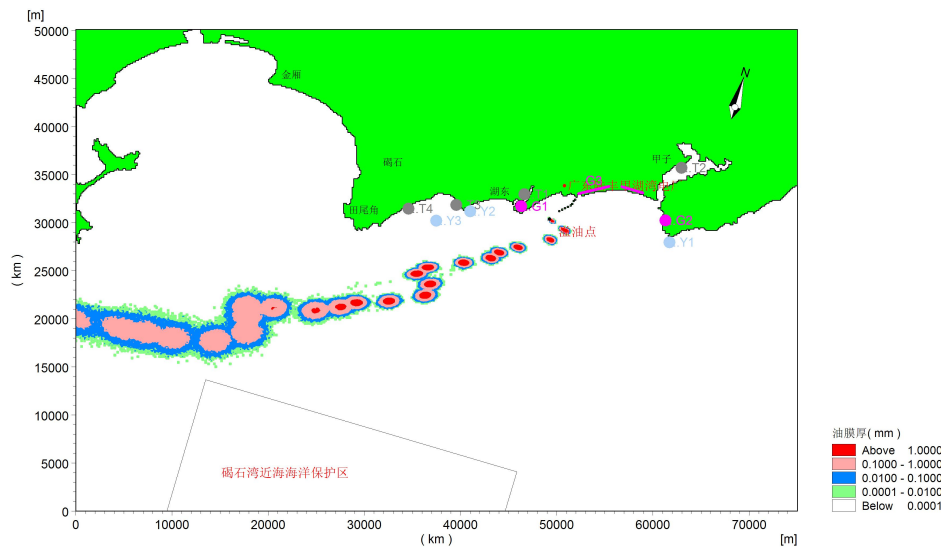 [m]
50000
45000
40000
35000
30000
25000
20000
15000
10000
5000
0
( km )
0
10000
20000
30000
40000
50000
60000
70000
[m]
( km )
N
金厢
碣石
湖东
甲子
田尾角
.T2
.T4
.Y3
.Y2
.G1
G3
.G2
.Y1
溢油点
碣石湾近海海洋保护区
油膜厚( mm )
Above 1.0000
0.1000 - 1.0000
0.0100 - 0.1000
0.0001 - 0.0100
Below 0.0001